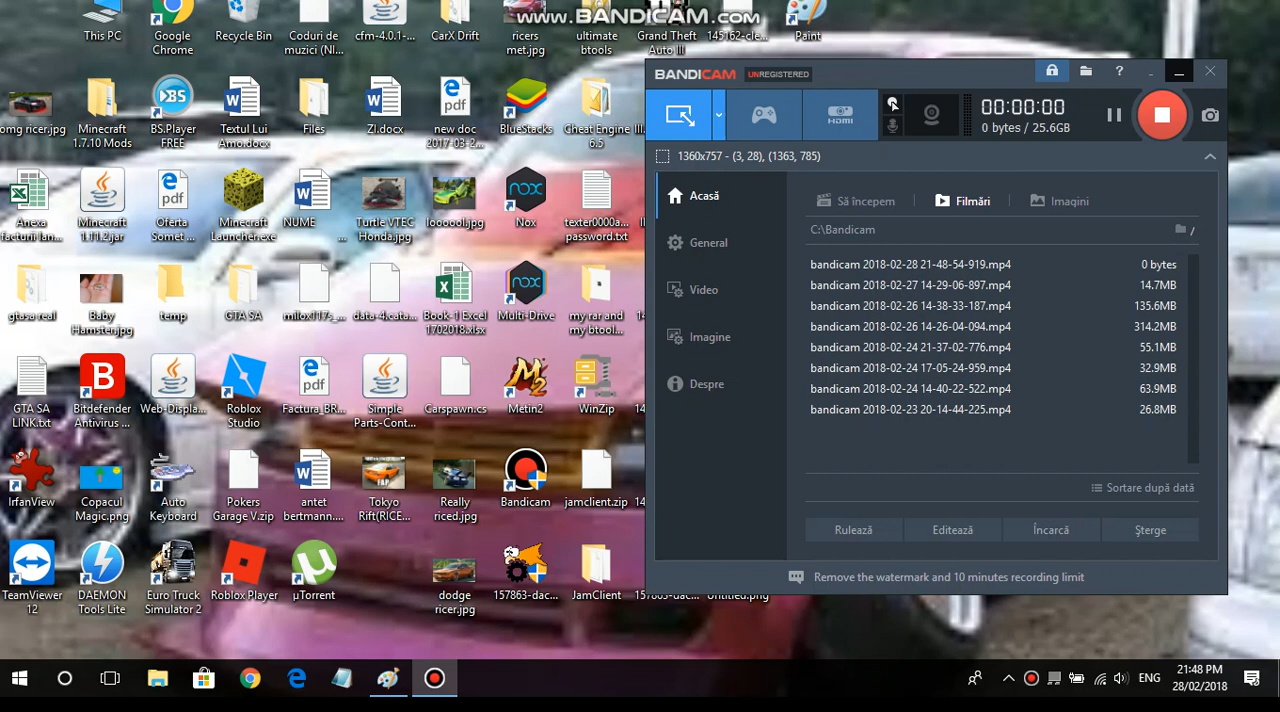 www.BANDICAM.com
This PC
Google Chrome
Recycle Bin
Coduri de muzici (NI...
cfm-4.0.1-...
CarX Drift
ricers met.jpg
ultimate btools
Grand Theft Auto III
145162-cle...
Paint
omg ricer.jpg
Minecraft 1.7.10 Mods
BS.Player FREE
Textul Lui Amo.docx
Files
ZI.docx
new doc 2017-03-2...
BlueStacks
Cheat Engine 6.5
Anexa facturii lan...
Minecraft 1.11.2.jar
Oferta Somet ...
Minecraft Launcher.exe
NUME ...
Turtle VTEC Honda.jpg
looooool.jpg
Nox
texter0000a... password.txt
gtasa real
Baby Hamster.jpg
temp
GTA SA
milox117s_...
data-4.cata...
Book-1 Excel 1702018.xlsx
Multi-Drive
my rar and my btool...
GTA SA LINK.txt
Bitdefender Antivirus ...
Web-Displa...
Roblox Studio
Factura_BR...
Simple Parts-Cont...
Carspawn.cs
Metin2
WinZip
IrfanView
Copacul Magic.png
Auto Keyboard
Pokers Garage V.zip
antet bertmann....
Tokyo Rift(RICE...
Really riced.jpg
Bandicam
jamclient.zip
TeamViewer 12
DAEMON Tools Lite
Euro Truck Simulator 2
Roblox Player
µTorrent
dodge ricer.jpg
157863-dac...
JamClient
157863-dac...
Untitled.png
BANDICAM UNREGISTERED
?
HDMI
00:00:00
0 bytes / 25.6GB
1360x757 - (3, 28), (1363, 785)
Acasă
General
Video
Imagine
Despre
Să începem
Filmări
Imagini
C:\Bandicam
/
bandicam 2018-02-28 21-48-54-919.mp4 0 bytes
bandicam 2018-02-27 14-29-06-897.mp4 14.7MB
bandicam 2018-02-26 14-38-33-187.mp4 135.6MB
bandicam 2018-02-26 14-26-04-094.mp4 314.2MB
bandicam 2018-02-24 21-37-02-776.mp4 55.1MB
bandicam 2018-02-24 17-05-24-959.mp4 32.9MB
bandicam 2018-02-24 14-40-22-522.mp4 63.9MB
bandicam 2018-02-23 20-14-44-225.mp4 26.8MB
Sortare după dată
Rulează
Editează
Încarcă
Șterge
Remove the watermark and 10 minutes recording limit
ENG
21:48 PM
28/02/2018